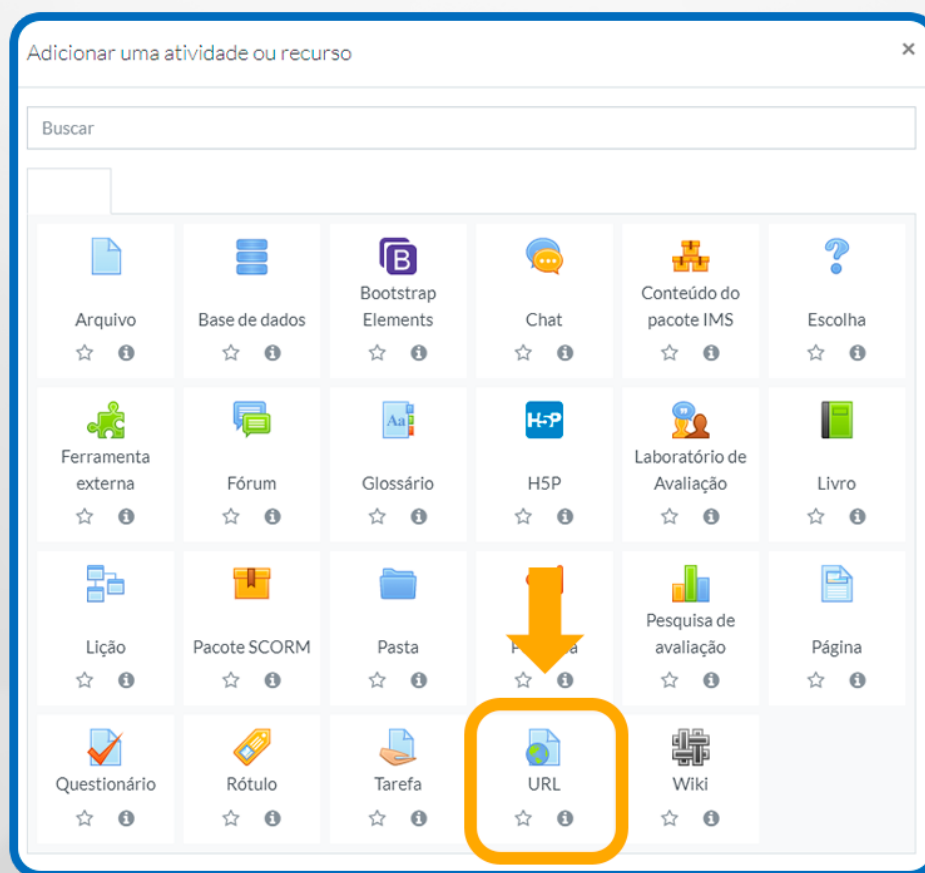 Adicionar uma atividade ou recurso ×
Buscar
Arquivo
Base de dados
B
Bootstrap
Elements
Chat
Conteúdo do
pacote IMS
Escolha
Ferramenta
externa
Fórum
Aa
Glossário
H5P
H5P
Laboratório de
Avaliação
Livro
Lição
Pacote SCORM
Pasta
Pesquisa de
avaliação
Página
Questionário
Rótulo
Tarefa
URL
Wiki